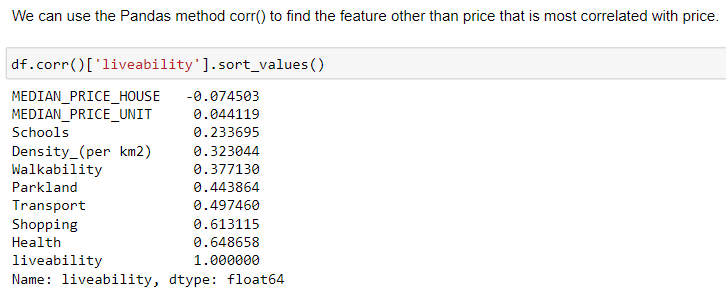 We can use the Pandas method corr() to find the feature other than price that is most correlated with price.
df.corr()['liveability'].sort_values()
MEDIAN_PRICE_HOUSE   -0.074503
MEDIAN_PRICE_UNIT     0.044119
Schools               0.233695
Density_(per km2)     0.323044
Walkability           0.377130
Parkland              0.443864
Transport             0.497460
Shopping              0.613115
Health                0.648658
liveability           1.000000
Name: liveability, dtype: float64